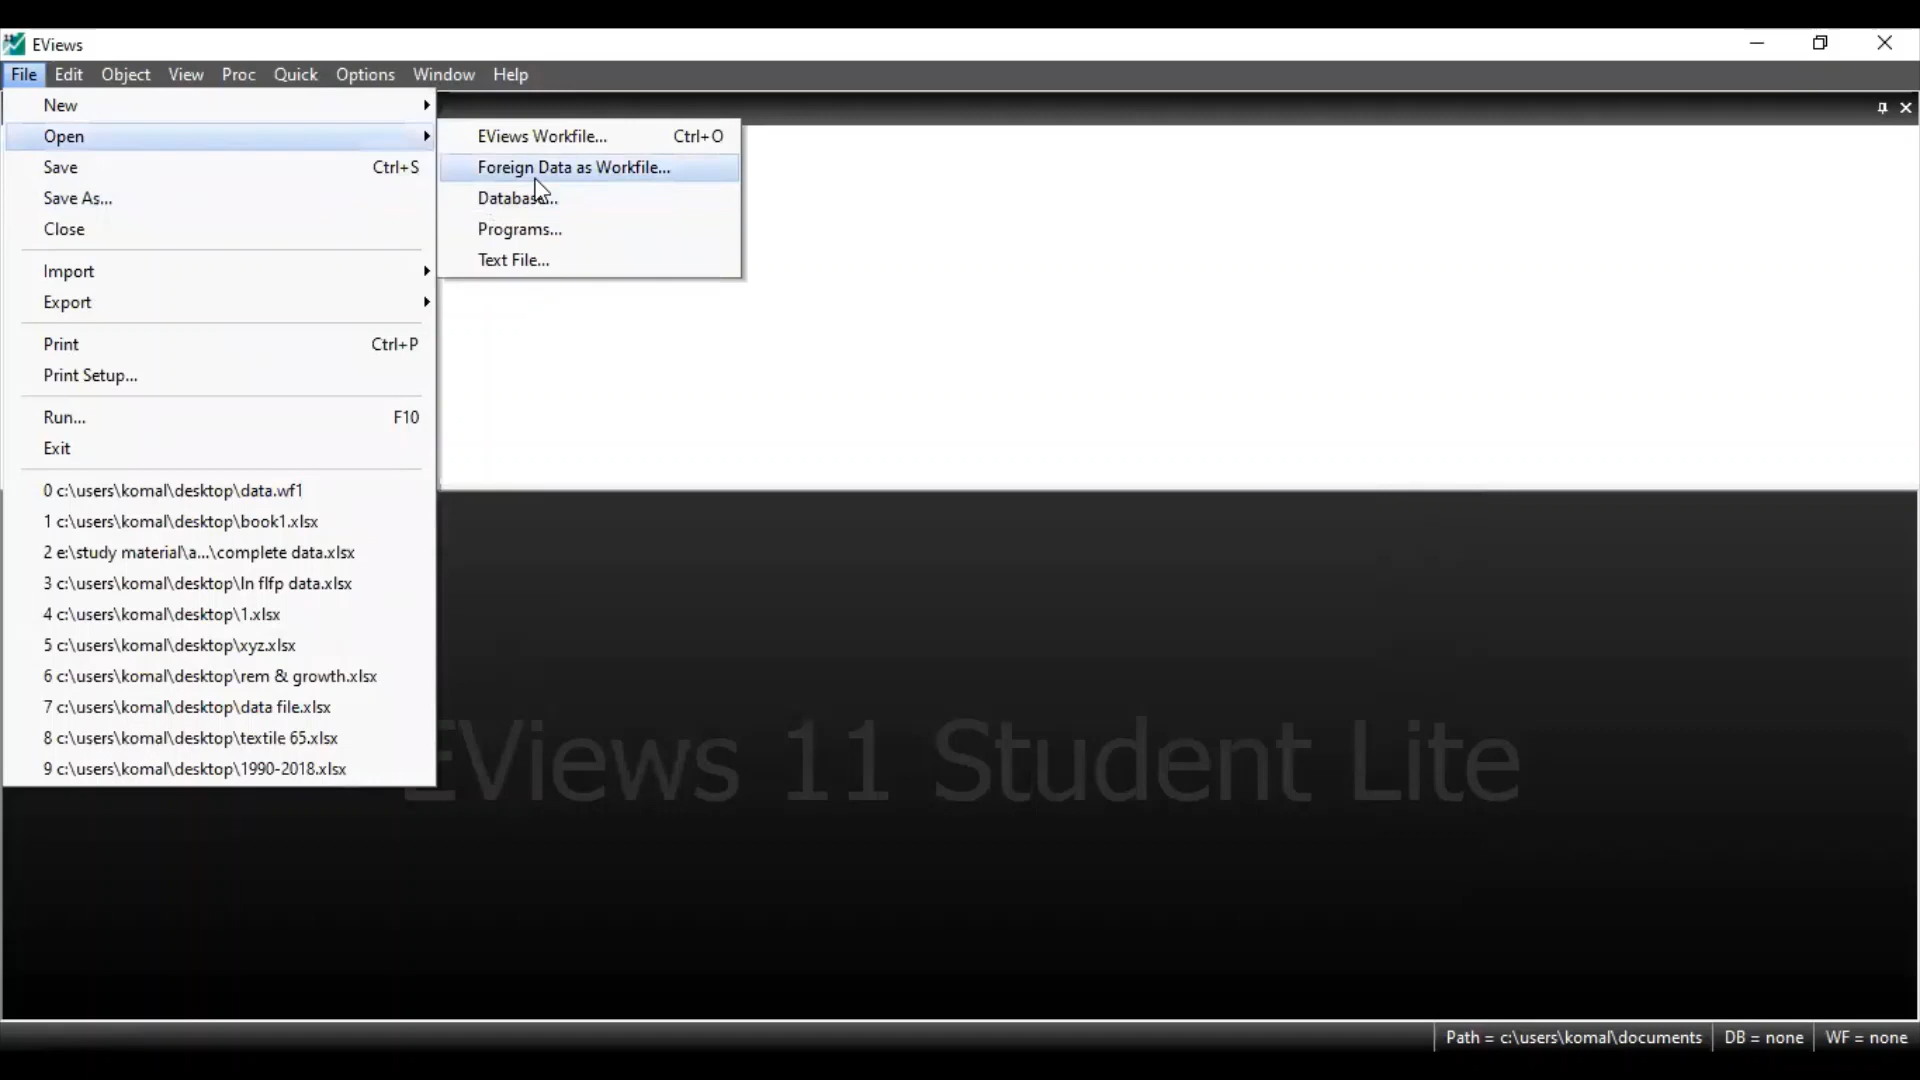 EViews
File Edit Object View Proc Quick Options Window Help
New
Open
Save Ctrl+S
Save As...
Close
Import
Export
Print Ctrl+P
Print Setup...
Run... F10
Exit
0 c:\users\komal\desktop\data.wf1
1 c:\users\komal\desktop\book1.xlsx
2 e:\study material\a...\complete data.xlsx
3 c:\users\komal\desktop\ln flfp data.xlsx
4 c:\users\komal\desktop\1.xlsx
5 c:\users\komal\desktop\xyz.xlsx
6 c:\users\komal\desktop\rem & growth.xlsx
7 c:\users\komal\desktop\data file.xlsx
8 c:\users\komal\desktop\textile 65.xlsx
9 c:\users\komal\desktop\1990-2018.xlsx
EViews Workfile... Ctrl+O
Foreign Data as Workfile...
Database...
Programs...
Text File...
EViews 11 Student Lite
Path = c:\users\komal\documents DB = none WF = none